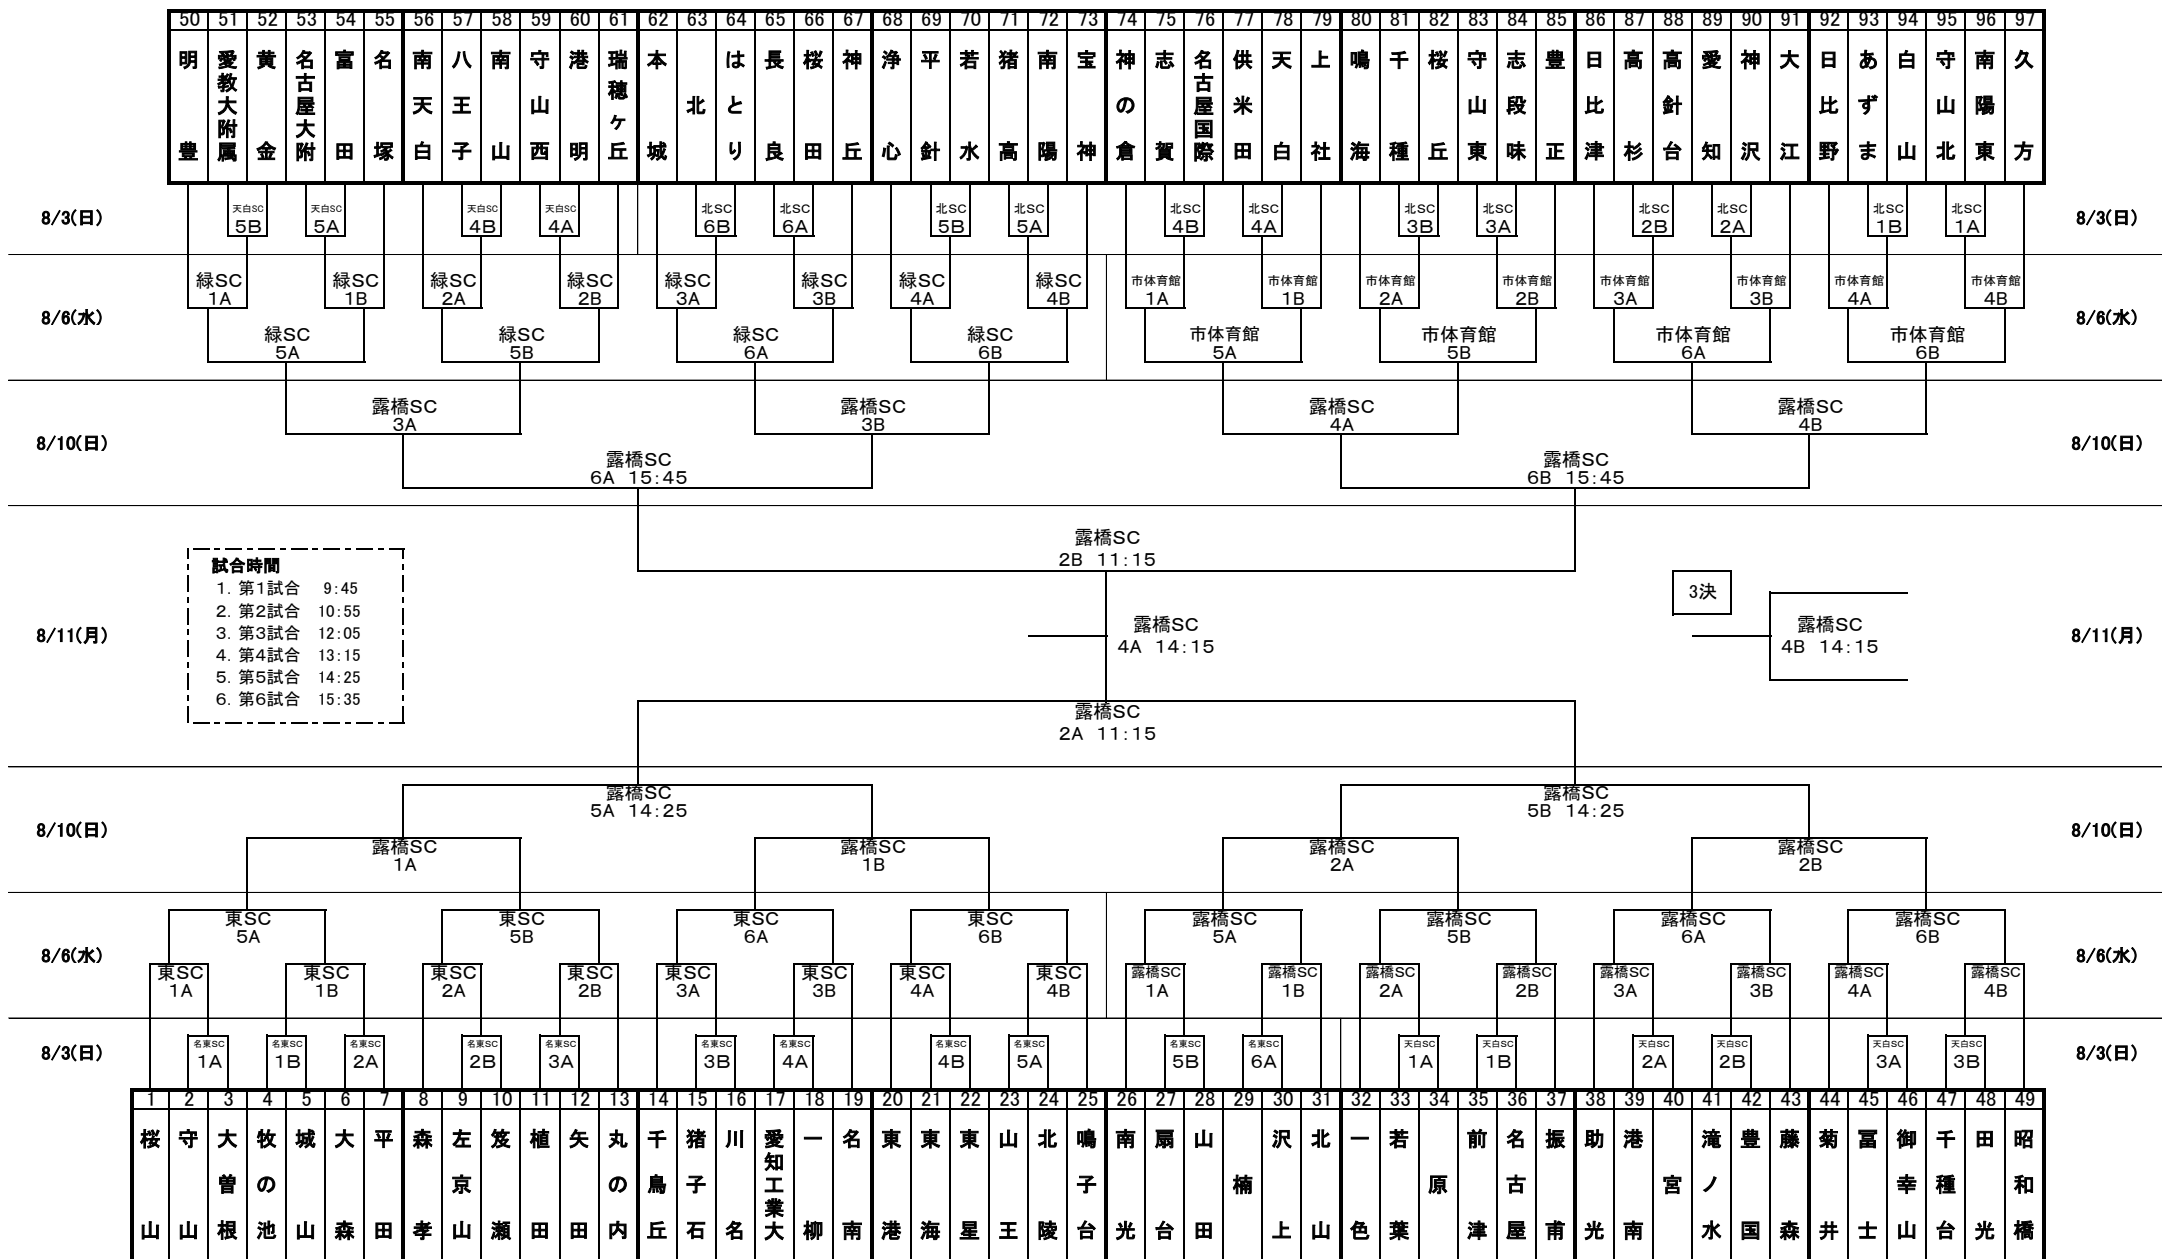 50 51 52 53 54 55 56 57 58 59 60 61 62 63 64 65 66 67 68 69 70 71 72 73 74 75 76 77 78 79 80 81 82 83 84 85 86 87 88 89 90 91 92 93 94 95 96 97
明豊 愛教大附属 黄金 名古屋大附 富田 名塚 南天白 八王子 南山 守山西 港明 瑞穂ヶ丘 本城 北 はとり 長良 桜田 神丘 浄心 平針 若水 猪高 南陽 宝神 神の倉 志賀 名古屋国際 供米田 天白 上社 鳴海 千種 桜丘 守山東 志段味 豊正 日比津 高杉 高針台 愛知 神沢 大江 日比野 あずま 白山 守山北 南陽東 久方
8/3(日) 天白SC 天白SC 天白SC 天白SC 北SC 北SC 北SC 北SC 北SC 北SC 北SC 北SC 北SC 北SC 北SC 北SC 8/3(日)
5B 5A 4B 4A 6B 6A 5B 5A 4B 4A 3B 3A 2B 2A 1B 1A
緑SC 緑SC 緑SC 緑SC 緑SC 緑SC 緑SC 緑SC 市体育館 市体育館 市体育館 市体育館 市体育館 市体育館 市体育館 市体育館
1A 1B 2A 2B 3A 3B 4A 4B 1A 1B 2A 2B 3A 3B 4A 4B
8/6(水) 8/6(水)
緑SC 緑SC 緑SC 緑SC 市体育館 市体育館 市体育館 市体育館
5A 5B 6A 6B 5A 5B 6A 6B
露橋SC 露橋SC 露橋SC 露橋SC
3A 3B 4A 4B
8/10(日) 8/10(日)
露橋SC 露橋SC
6A 15:45 6B 15:45
露橋SC
2B 11:15
試合時間
1. 第1試合 9:45
2. 第2試合 10:55
3. 第3試合 12:05
4. 第4試合 13:15
5. 第5試合 14:25
6. 第6試合 15:35
3決
8/11(月) 露橋SC 露橋SC 8/11(月)
4A 14:15 4B 14:15
露橋SC
2A 11:15
露橋SC 露橋SC
5A 14:25 5B 14:25
8/10(日) 8/10(日)
露橋SC 露橋SC 露橋SC 露橋SC
1A 1B 2A 2B
東SC 東SC 東SC 東SC 露橋SC 露橋SC 露橋SC 露橋SC
5A 5B 6A 6B 5A 5B 6A 6B
8/6(水) 8/6(水)
東SC 東SC 東SC 東SC 東SC 東SC 東SC 東SC 露橋SC 露橋SC 露橋SC 露橋SC 露橋SC 露橋SC 露橋SC 露橋SC
1A 1B 2A 2B 3A 3B 4A 4B 1A 1B 2A 2B 3A 3B 4A 4B
8/3(日) 名東SC 名東SC 名東SC 名東SC 名東SC 名東SC 名東SC 名東SC 名東SC 名東SC 名東SC 天白SC 天白SC 天白SC 天白SC 天白SC 天白SC 8/3(日)
1A 1B 2A 2B 3A 3B 4A 4B 5A 5B 6A 1A 1B 2A 2B 3A 3B
1 2 3 4 5 6 7 8 9 10 11 12 13 14 15 16 17 18 19 20 21 22 23 24 25 26 27 28 29 30 31 32 33 34 35 36 37 38 39 40 41 42 43 44 45 46 47 48 49
桜山 守山 大曽根 牧の池 城山 大森 平田 森孝 左京山 笈瀬 植田 矢田 丸の内 千鳥丘 猪子石 川名 愛知工業大 一柳 名南 東港 東海 東星 山王 北陵 鳴子台 南光 扇台 山田 楠 沢上 北山 一色 若葉 原 前津 名古屋 振甫 助光 港南 宮 滝ノ水 豊国 藤森 菊井 冨士 御幸山 千種台 田光 昭和橋